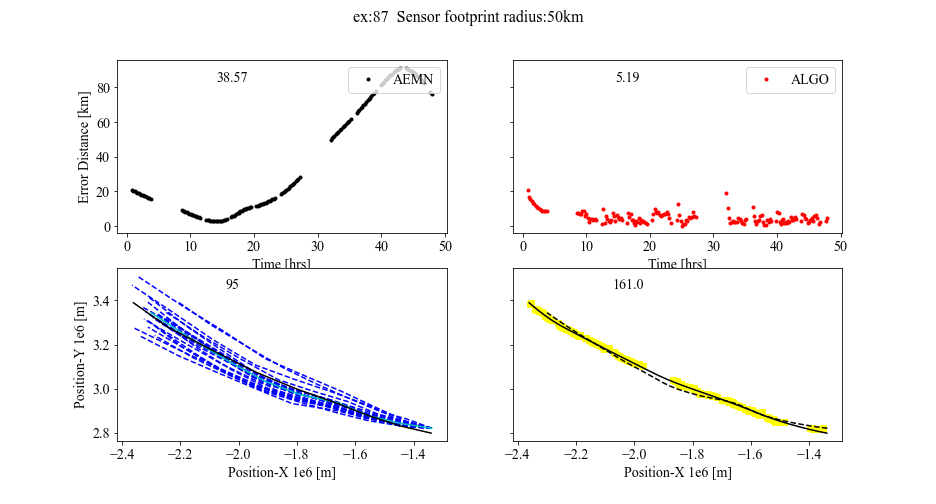 ex:87 Sensor footprint radius:50km
38.57
AEMN
5.19
ALGO
Error Distance [km]
80
60
40
20
0
0 10 20 30 40 50
0 10 20 30 40 50
Time [hrs]
Time [hrs]
95
161.0
Position-Y 1e6 [m]
3.4
3.2
3.0
2.8
−2.4 −2.2 −2.0 −1.8 −1.6 −1.4
−2.4 −2.2 −2.0 −1.8 −1.6 −1.4
Position-X 1e6 [m]
Position-X 1e6 [m]